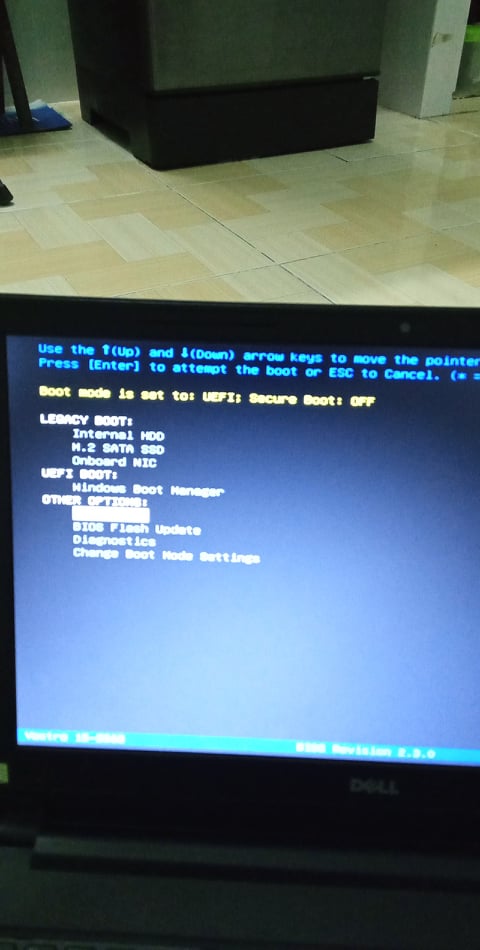 Use the ↑(Up) and ↓(Down) arrow keys to move the pointer
Press [Enter] to attempt the boot or ESC to Cancel. (* =
Boot mode is set to: UEFI; Secure Boot: OFF
LEGACY BOOT:
Internal HDD
M.2 SATA SSD
Onboard NIC
UEFI BOOT:
Windows Boot Manager
OTHER OPTIONS:
BIOS Flash Update
Diagnostics
Change Boot Mode Settings
Vostro
BIOS Revision 2.3.0
DELL